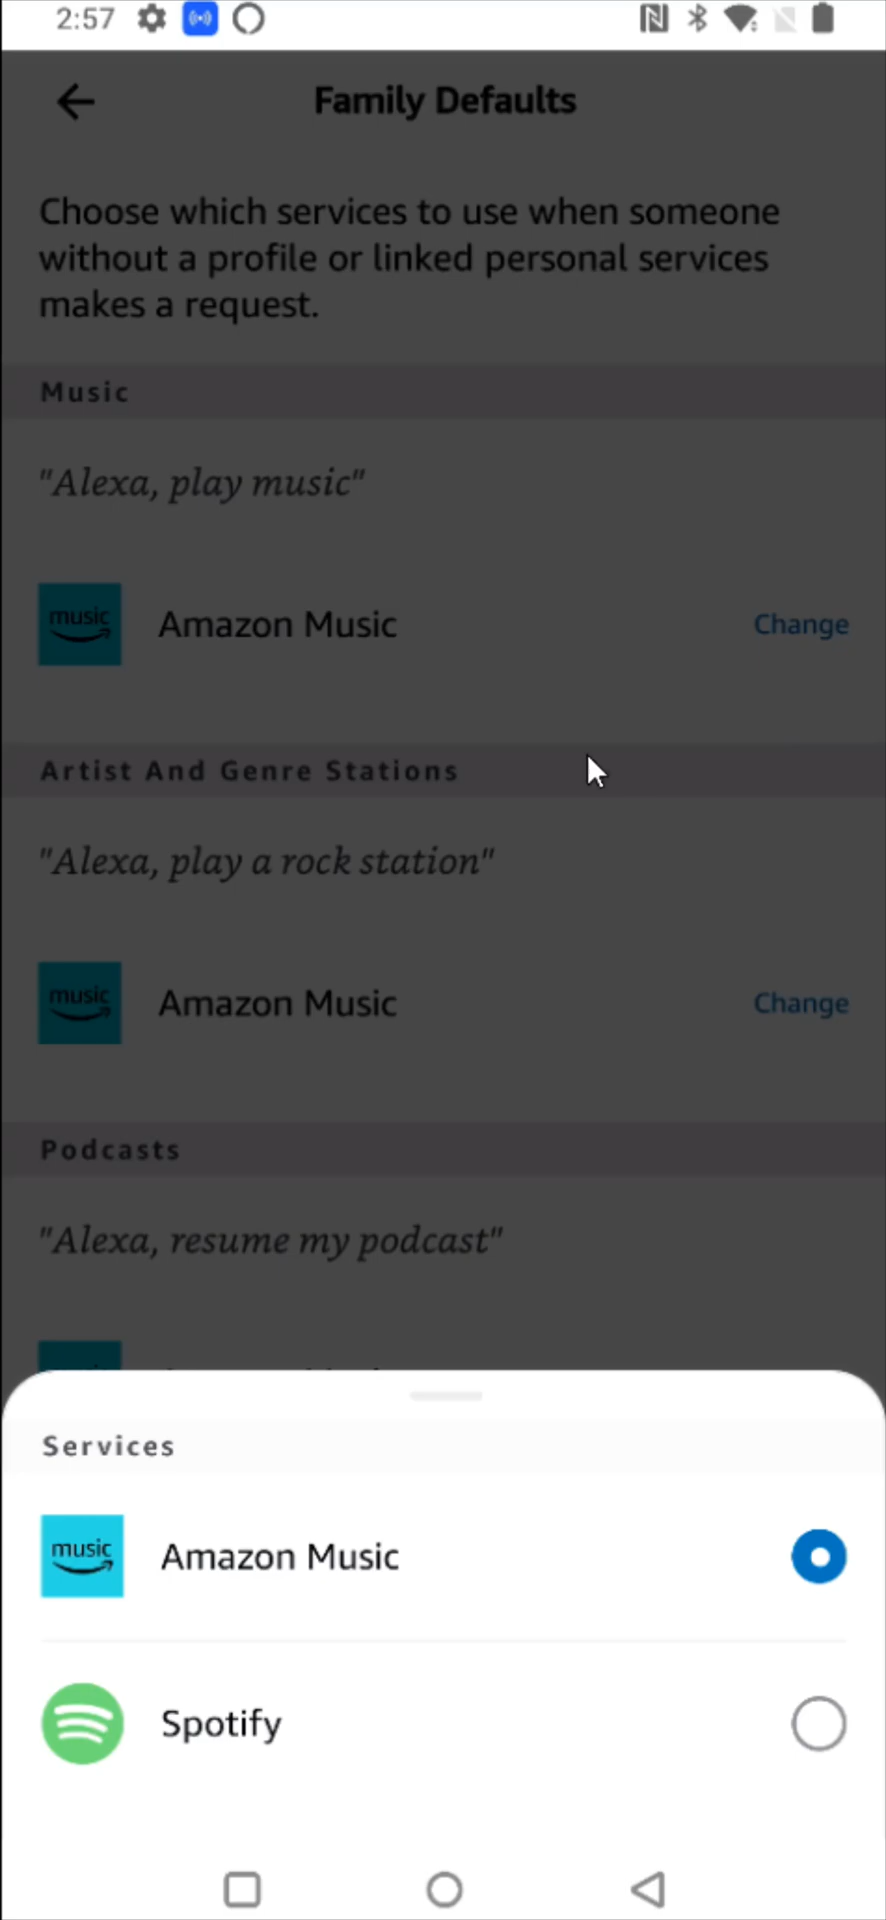 2:57
Family Defaults
Choose which services to use when someone
without a profile or linked personal services
makes a request.
Music
"Alexa, play music"
music
Amazon Music
Change
Artist And Genre Stations
"Alexa, play a rock station"
music
Amazon Music
Change
Podcasts
"Alexa, resume my podcast"
Services
music
Amazon Music
Spotify